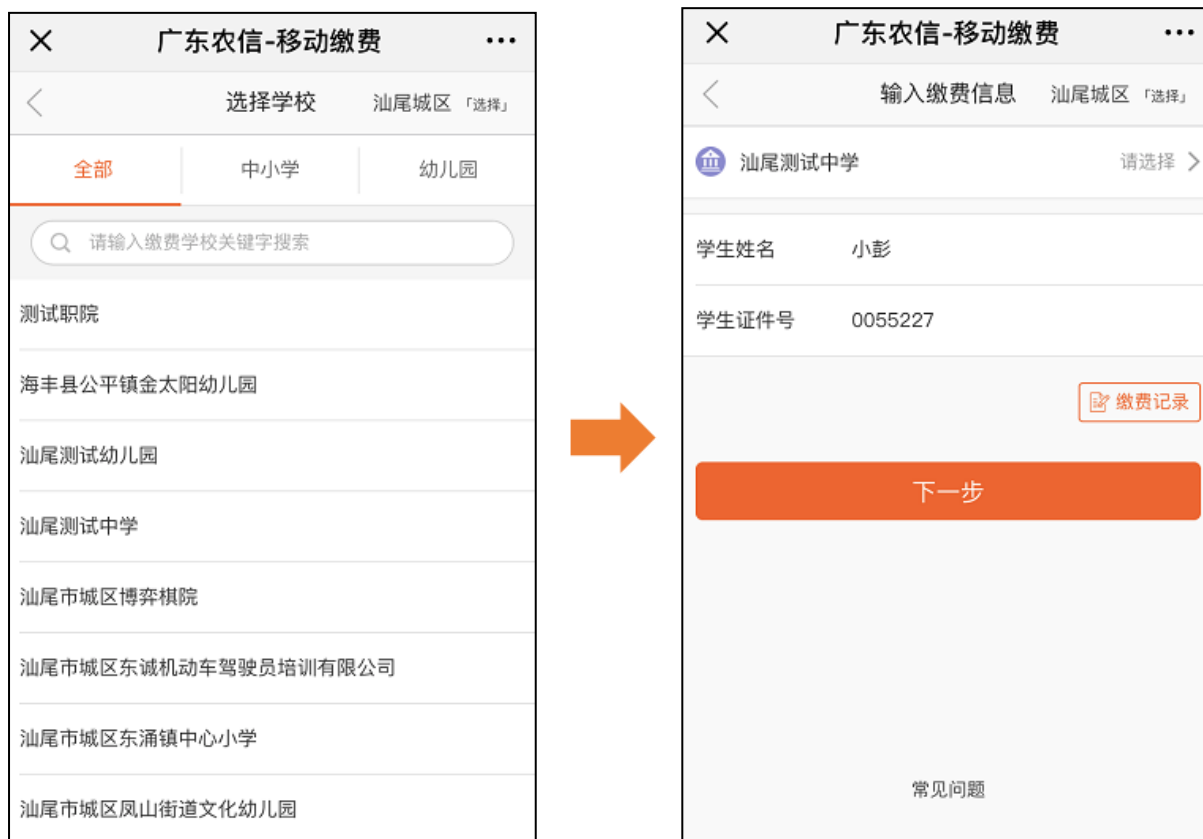 广东农信-移动缴费
选择学校 汕尾城区 「选择」
全部 中小学 幼儿园
请输入缴费学校关键字搜索
测试职院
海丰县公平镇金太阳幼儿园
汕尾测试幼儿园
汕尾测试中学
汕尾市城区博弈棋院
汕尾市城区东诚机动车驾驶员培训有限公司
汕尾市城区东涌镇中心小学
汕尾市城区凤山街道文化幼儿园
广东农信-移动缴费
输入缴费信息 汕尾城区 「选择」
汕尾测试中学 请选择
学生姓名 小彭
学生证件号 0055227
缴费记录
下一步
常见问题